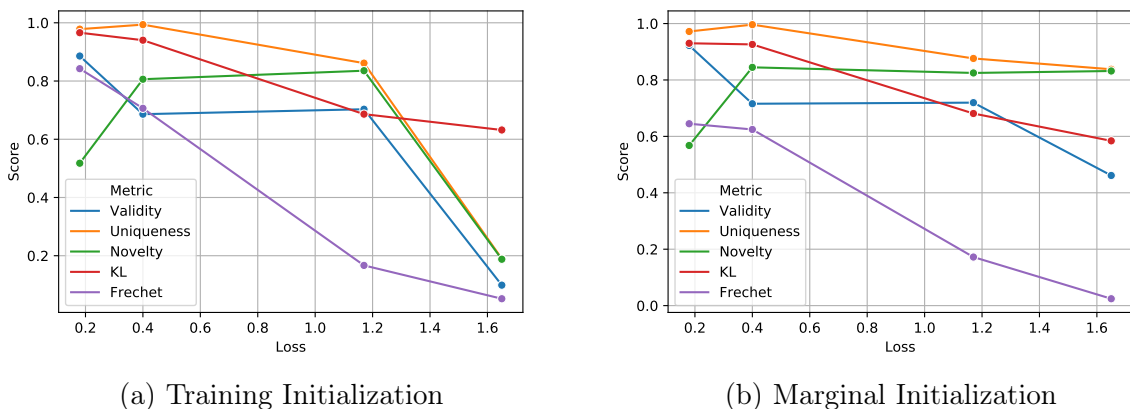 1.0
0.8
0.6
0.4
0.2
Score
Metric
Validity
Uniqueness
Novelty
KL
Frechet
0.2 0.4 0.6 0.8 1.0 1.2 1.4 1.6
Loss
(a) Training Initialization
1.0
0.8
0.6
0.4
0.2
0.0
Score
Metric
Validity
Uniqueness
Novelty
KL
Frechet
0.2 0.4 0.6 0.8 1.0 1.2 1.4 1.6
Loss
(b) Marginal Initialization